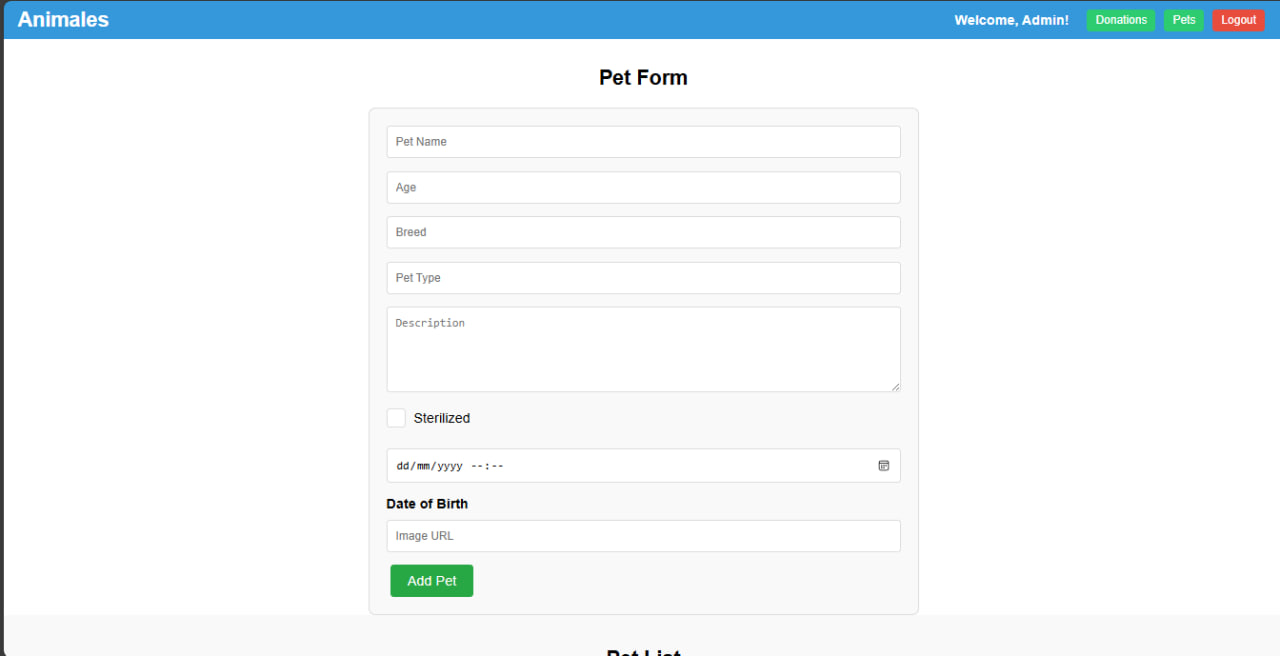 Animales
Welcome, Admin! Donations Pets Logout
Pet Form
Pet Name
Age
Breed
Pet Type
Description
Sterilized
dd/mm/yyyy --:--
Date of Birth
Image URL
Add Pet
Pet List